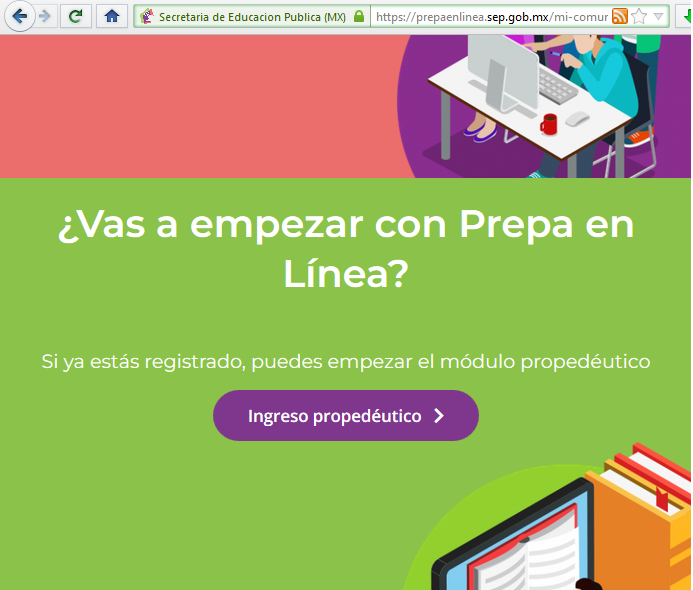 Secretaria de Educacion Publica (MX) https://prepaenlinea.sep.gob.mx/mi-comur
¿Vas a empezar con Prepa en
Línea?
Si ya estás registrado, puedes empezar el módulo propedéutico
Ingreso propedéutico